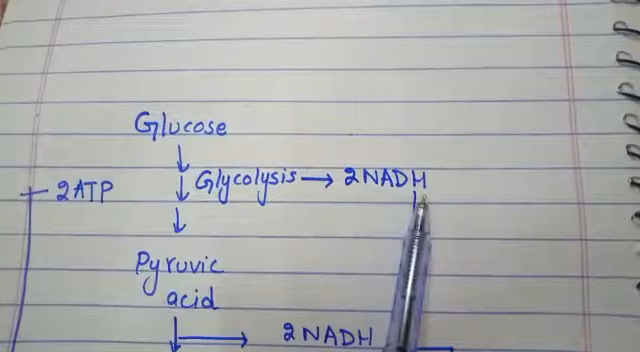 Glucose
Glycolysis → 2NADH
2ATP
Pyruvic
acid
2NADH